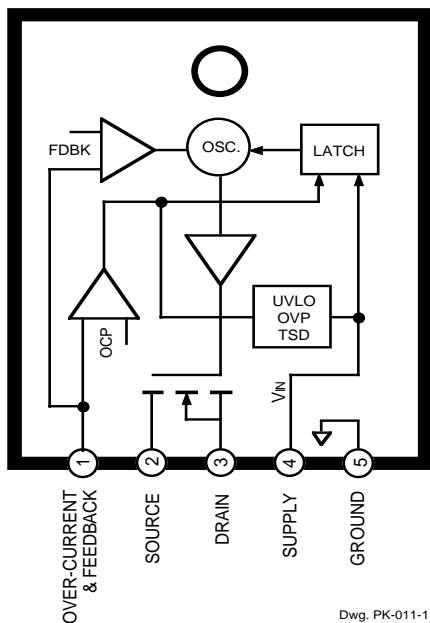 FDBK
OSC.
LATCH
UVLO
OVP
TSD
OCP
VIN
1
2
3
4
5
OVER-CURRENT
& FEEDBACK
SOURCE
DRAIN
SUPPLY
GROUND
Dwg. PK-011-1